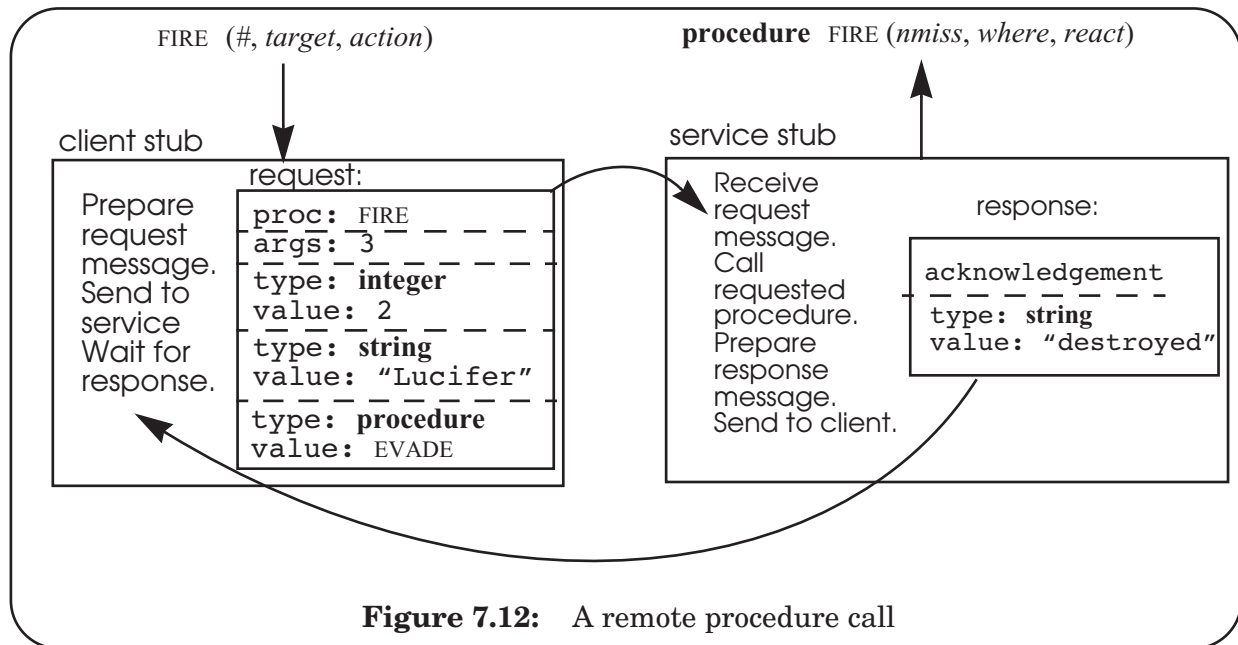 FIRE (#, target, action)
procedure FIRE (nmiss, where, react)
client stub
Prepare
request
message.
Send to
service
Wait for
response.
request:
proc: FIRE
args: 3
type: integer
value: 2
type: string
value: “Lucifer”
type: procedure
value: EVADE
service stub
Receive
request
message.
Call
requested
procedure.
Prepare
response
message.
Send to client.
response:
acknowledgement
type: string
value: “destroyed”
Figure 7.12: A remote procedure call